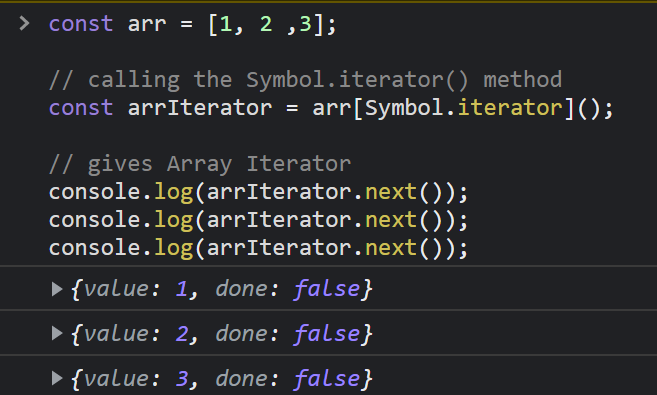 > const arr = [1, 2 ,3];
// calling the Symbol.iterator() method
const arrIterator = arr[Symbol.iterator]();
// gives Array Iterator
console.log(arrIterator.next());
console.log(arrIterator.next());
console.log(arrIterator.next());
▶{value: 1, done: false}
▶{value: 2, done: false}
▶{value: 3, done: false}